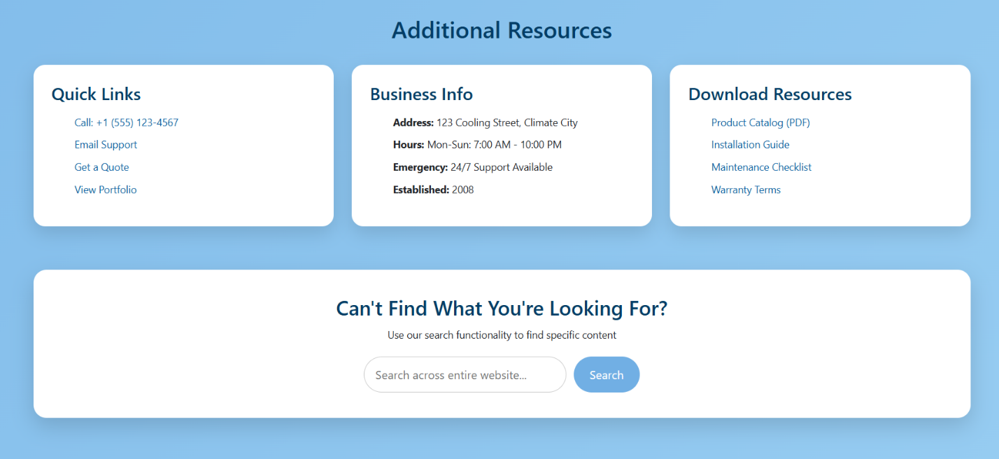 Additional Resources
Quick Links
Call: +1 (555) 123-4567
Email Support
Get a Quote
View Portfolio
Business Info
Address: 123 Cooling Street, Climate City
Hours: Mon-Sun: 7:00 AM - 10:00 PM
Emergency: 24/7 Support Available
Established: 2008
Download Resources
Product Catalog (PDF)
Installation Guide
Maintenance Checklist
Warranty Terms
Can't Find What You're Looking For?
Use our search functionality to find specific content
Search across entire website...
Search